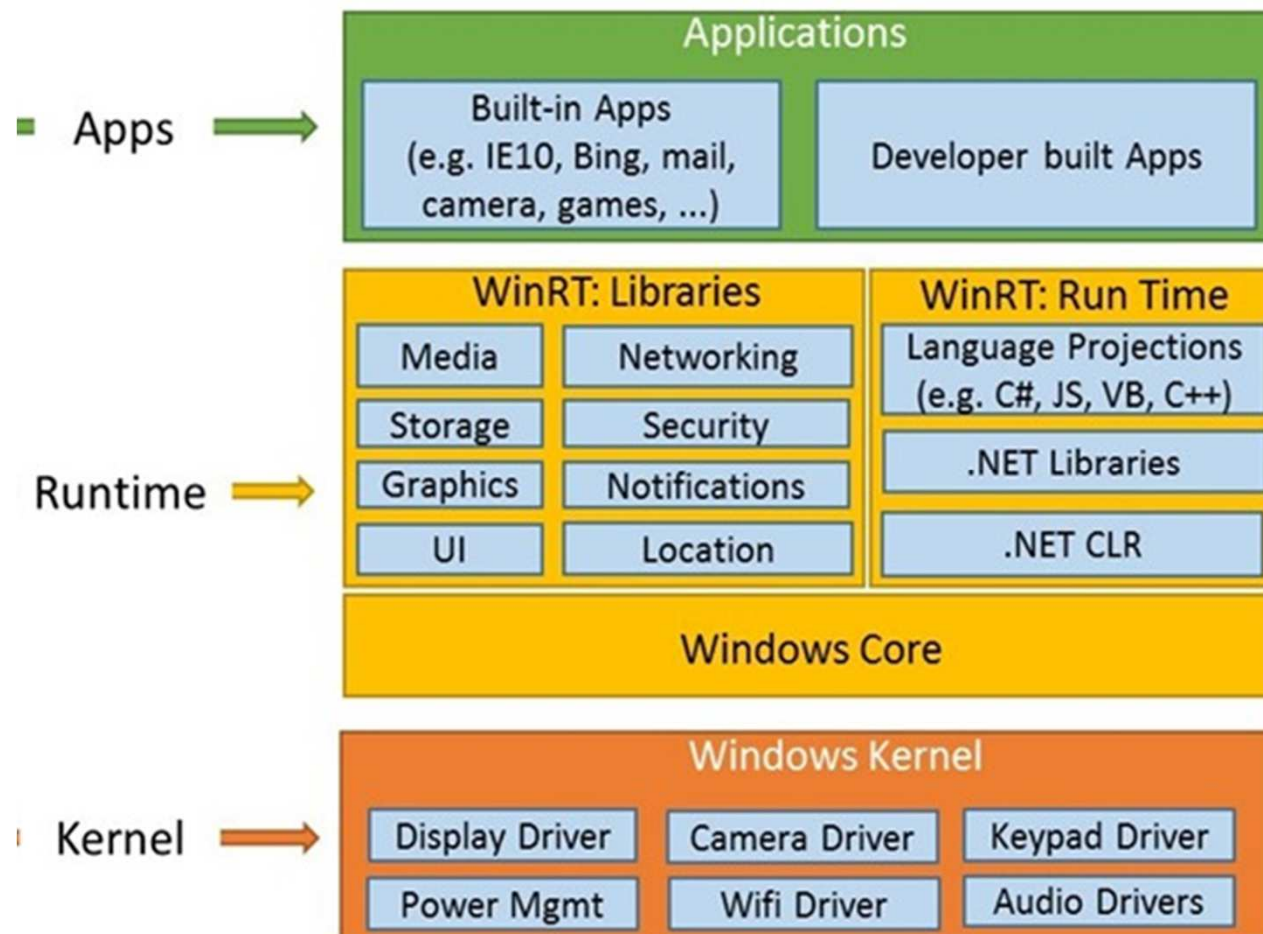 Applications
Apps
Built-in Apps
(e.g. IE10, Bing, mail,
camera, games, ...)
Developer built Apps
WinRT: Libraries
WinRT: Run Time
Media
Networking
Language Projections
(e.g. C#, JS, VB, C++)
Storage
Security
.NET Libraries
Runtime
Graphics
Notifications
UI
Location
.NET CLR
Windows Core
Windows Kernel
Kernel
Display Driver
Camera Driver
Keypad Driver
Power Mgmt
Wifi Driver
Audio Drivers